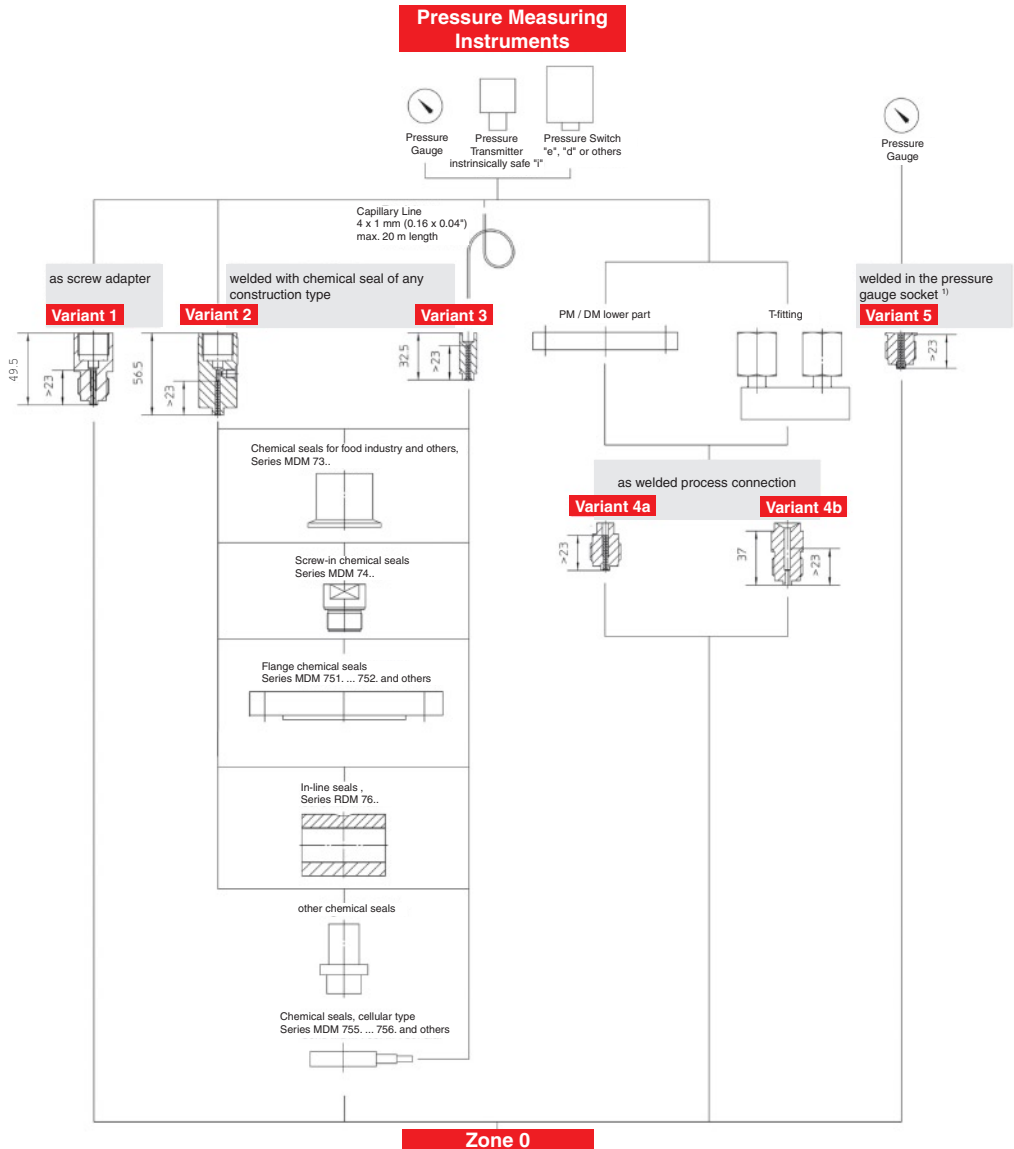 Pressure Measuring
Instruments
Pressure
Gauge
Pressure
Transmitter
instrinsically safe "i"
Pressure Switch
"e", "d" or others
Pressure
Gauge
Capillary Line
4 x 1 mm (0.16 x 0.04")
max. 20 m length
as screw adapter
Variant 1
welded with chemical seal of any
construction type
Variant 2
Variant 3
PM / DM lower part
T-fitting
welded in the pressure
gauge socket 1)
Variant 5
49.5
>23
56.5
>23
32.5
>23
>23
Chemical seals for food industry and others,
Series MDM 73..
as welded process connection
Variant 4a
Variant 4b
>23
37
>23
Screw-in chemical seals
Series MDM 74..
Flange chemical seals
Series MDM 751. ... 752. and others
In-line seals ,
Series RDM 76..
other chemical seals
Chemical seals, cellular type
Series MDM 755. ... 756. and others
Zone 0